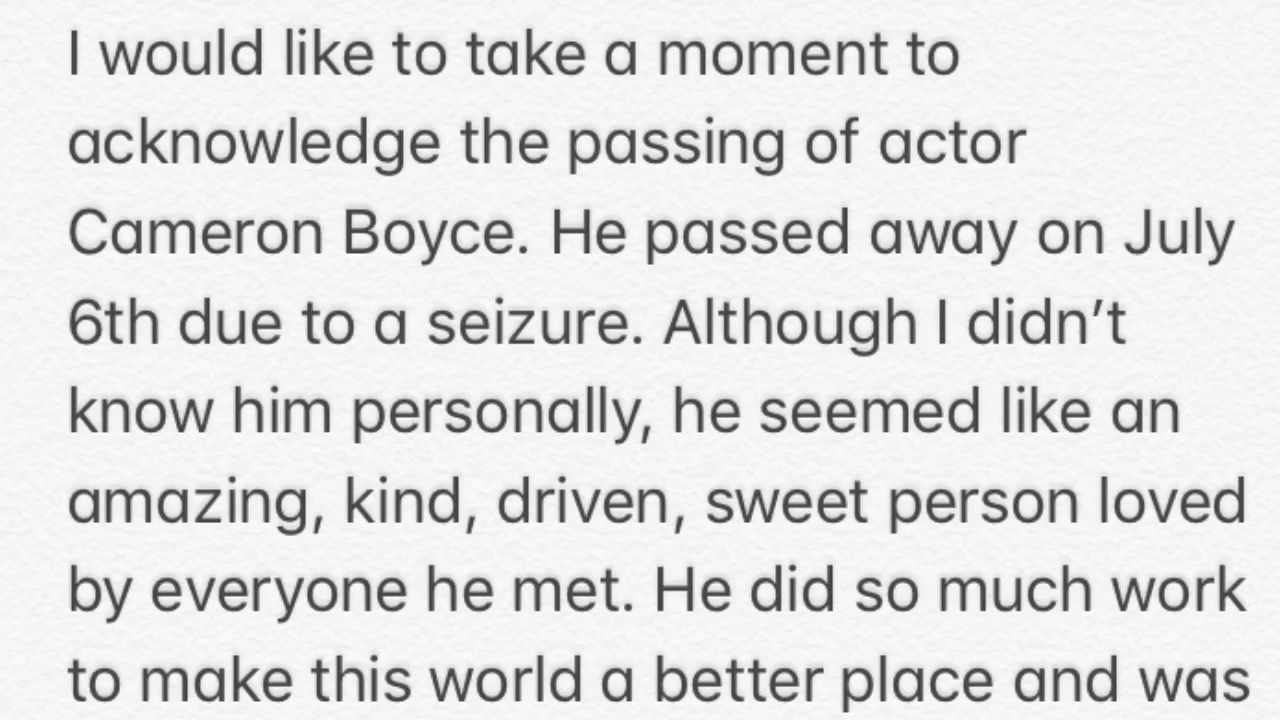 I would like to take a moment to
acknowledge the passing of actor
Cameron Boyce. He passed away on July
6th due to a seizure. Although I didn’t
know him personally, he seemed like an
amazing, kind, driven, sweet person loved
by everyone he met. He did so much work
to make this world a better place and was